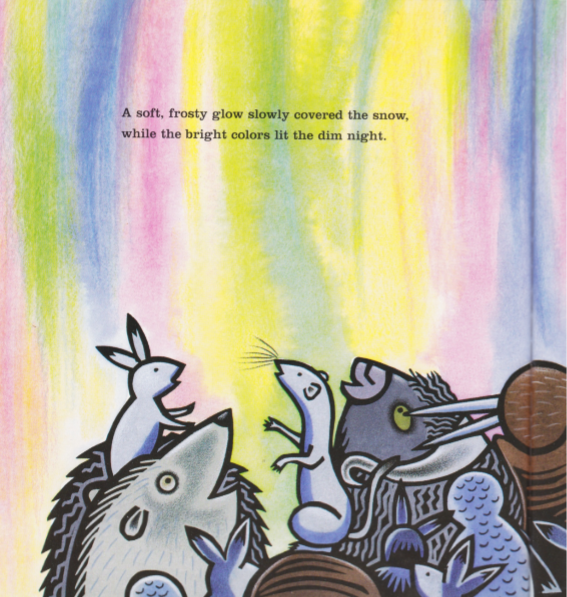 A soft, frosty glow slowly covered the snow,
while the bright colors lit the dim night.